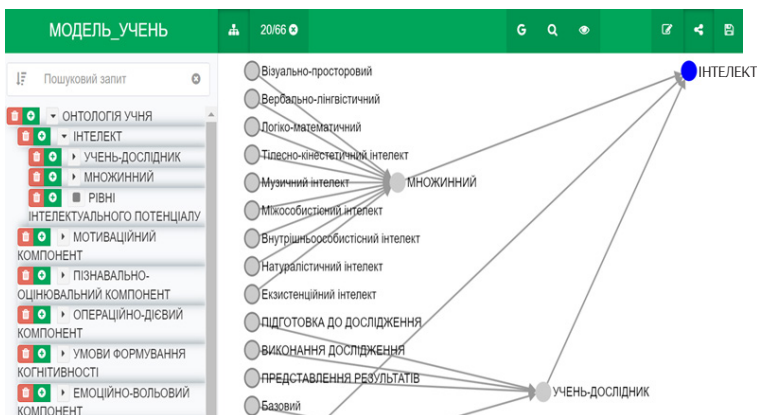 МОДЕЛЬ_УЧЕНЬ
20/66
G
Пошуковий запит
ОНТОЛОГІЯ УЧНЯ
ІНТЕЛЕКТ
УЧЕНЬ-ДОСЛІДНИК
МНОЖИННИЙ
РІВНІ
ІНТЕЛЕКТУАЛЬНОГО ПОТЕНЦІАЛУ
МОТИВАЦІЙНИЙ
КОМПОНЕНТ
ПІЗНАВАЛЬНО-
ОЦІНЮВАЛЬНИЙ КОМПОНЕНТ
ОПЕРАЦІЙНО-ДІЄВИЙ
КОМПОНЕНТ
УМОВИ ФОРМУВАННЯ
КОГНІТИВНОСТІ
ЕМОЦІЙНО-ВОЛЬОВИЙ
КОМПОНЕНТ
Візуально-просторовий
Вербально-лінгвістичний
Логіко-математичний
Тілесно-кінестетичний інтелект
Музичний інтелект
Міжособистісний інтелект
Внутрішньоособистісний інтелект
Натуралістичний інтелект
Екзистенційний інтелект
ПІДГОТОВКА ДО ДОСЛІДЖЕННЯ
ВИКОНАННЯ ДОСЛІДЖЕННЯ
ПРЕДСТАВЛЕННЯ РЕЗУЛЬТАТІВ
Базовий
МНОЖИННИЙ
УЧЕНЬ-ДОСЛІДНИК
ІНТЕЛЕКТ